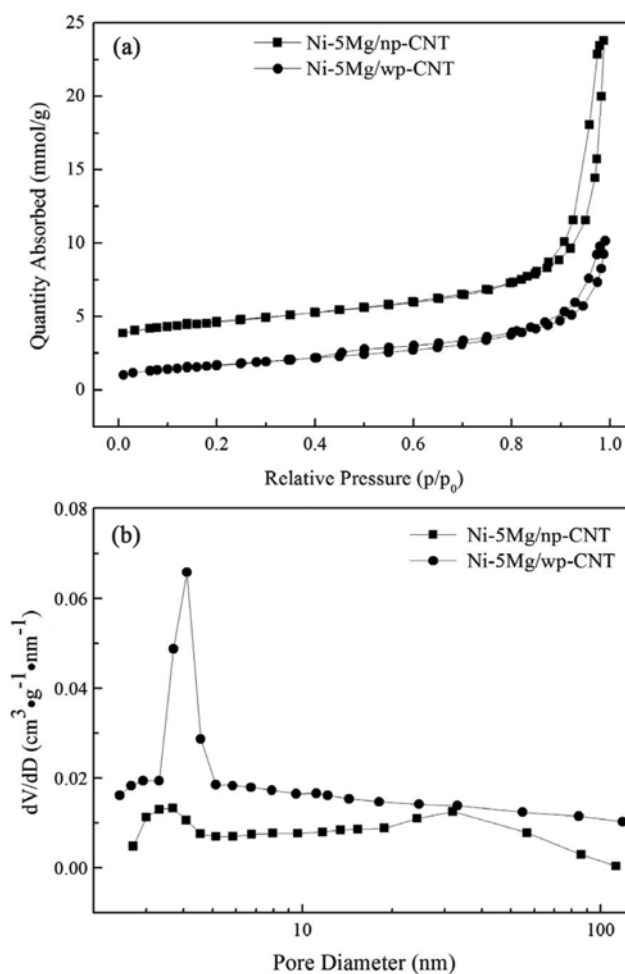 (a)
Ni-5Mg/np-CNT
Ni-5Mg/wp-CNT
Quantity Absorbed (mmol/g)
25
20
15
10
5
0
0.0 0.2 0.4 0.6 0.8 1.0
Relative Pressure (p/p₀)
(b)
Ni-5Mg/np-CNT
Ni-5Mg/wp-CNT
dV/dD (cm³•g⁻¹•nm⁻¹)
0.08
0.06
0.04
0.02
0.00
10 100
Pore Diameter (nm)